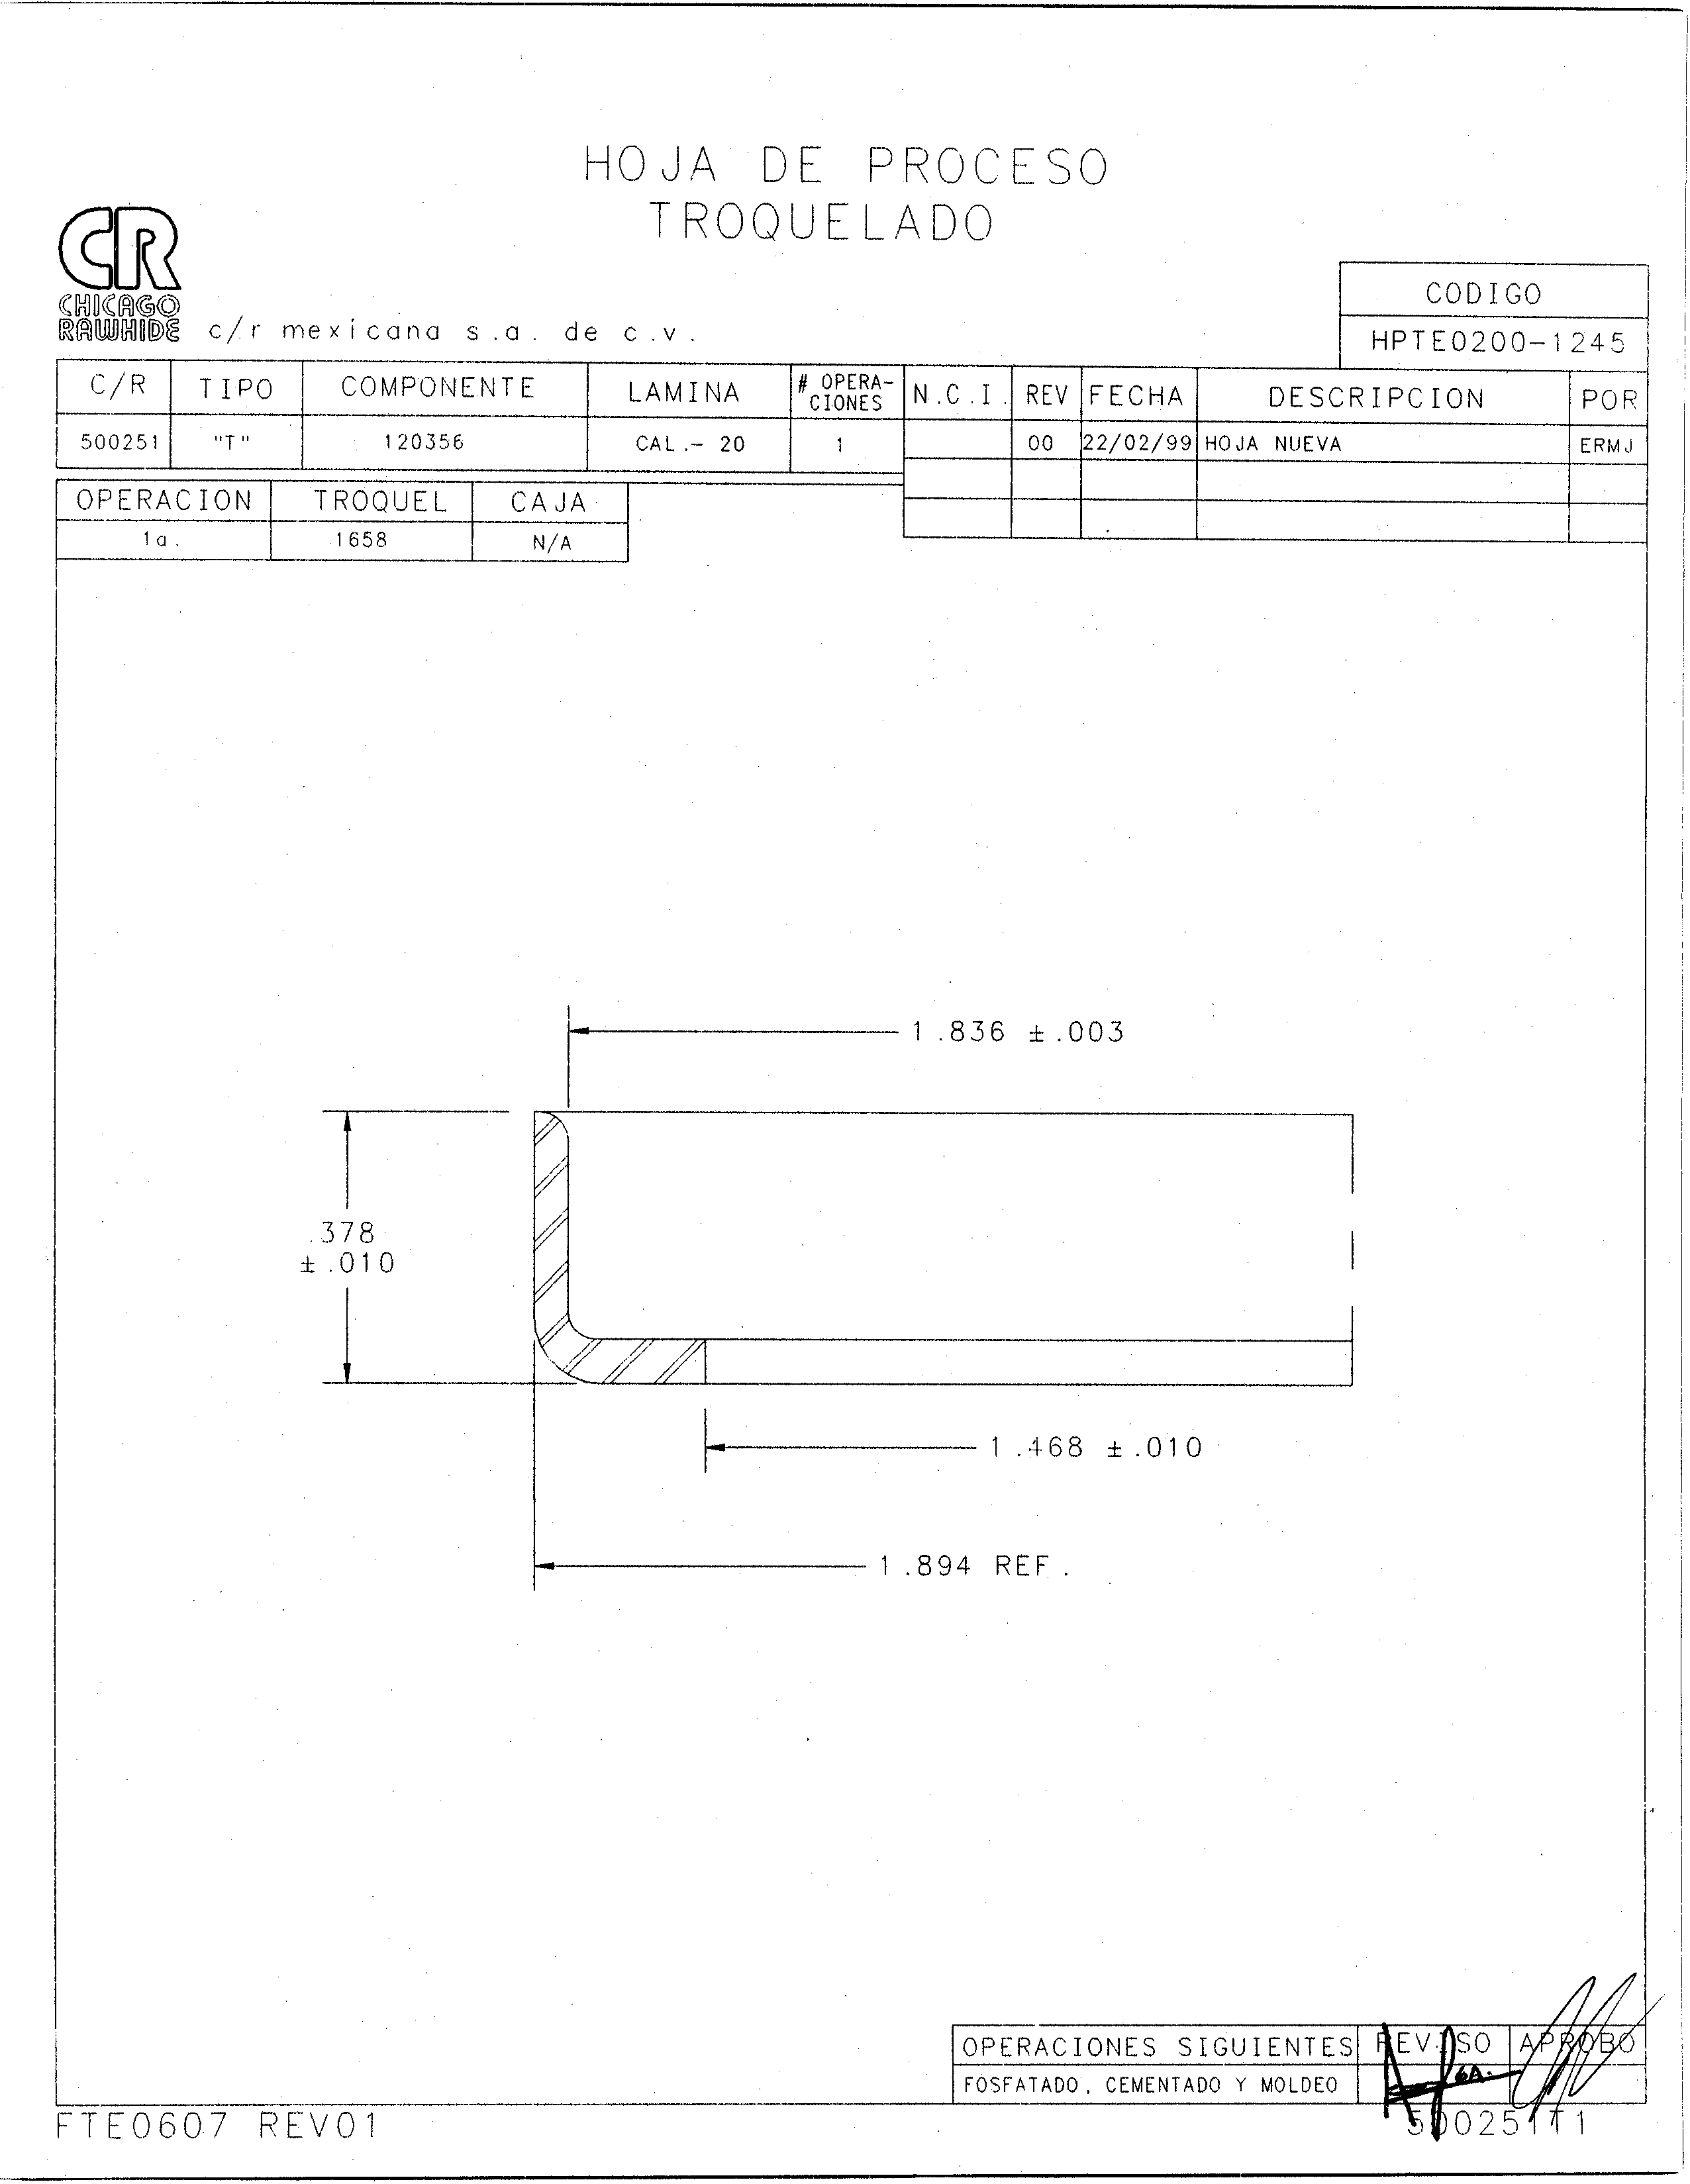 HOJA DE PROCESO
TROQUELADO
CR
CHICAGO
RAWHIDE
c/r mexicana s.a. de c.v.
CODIGO
HPTE0200-1245
C/R TIPO COMPONENTE LAMINA # OPERA-CIONES N.C.I. REV FECHA DESCRIPCION POR
500251 "T" 120356 CAL.- 20 1 00 22/02/99 HOJA NUEVA ERMJ
OPERACION TROQUEL CAJA
1a. 1658 N/A
1.836 ±.003
.378
±.010
1.468 ±.010
1.894 REF.
OPERACIONES SIGUIENTES REVISO APROBO
FOSFATADO, CEMENTADO Y MOLDEO
FTE0607 REV01